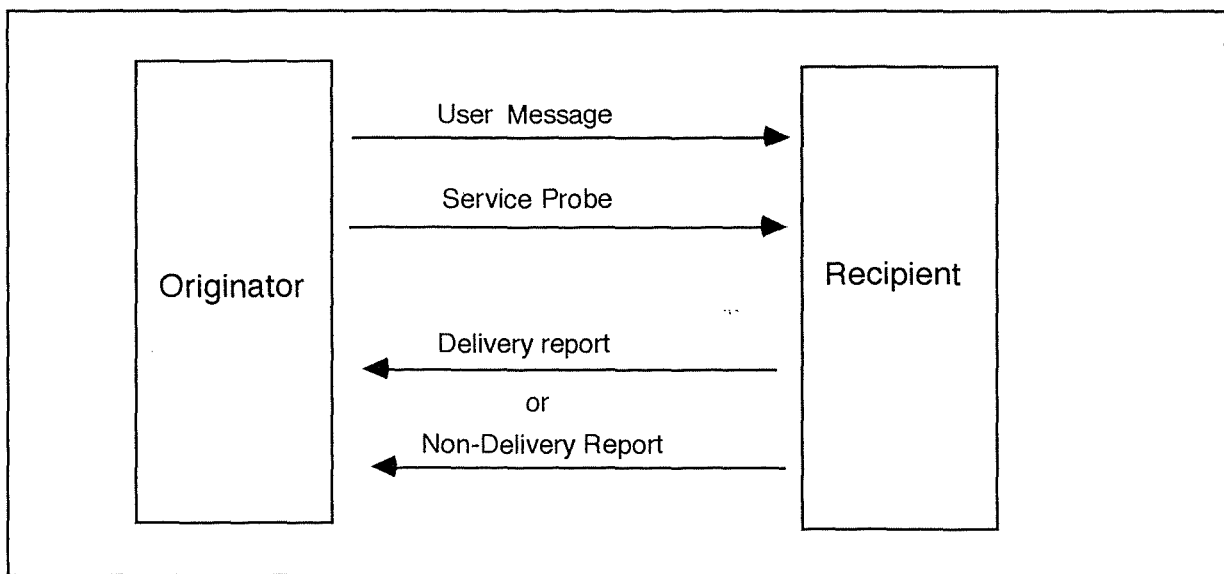 User Message
Service Probe
Originator
Recipient
Delivery report
or
Non-Delivery Report